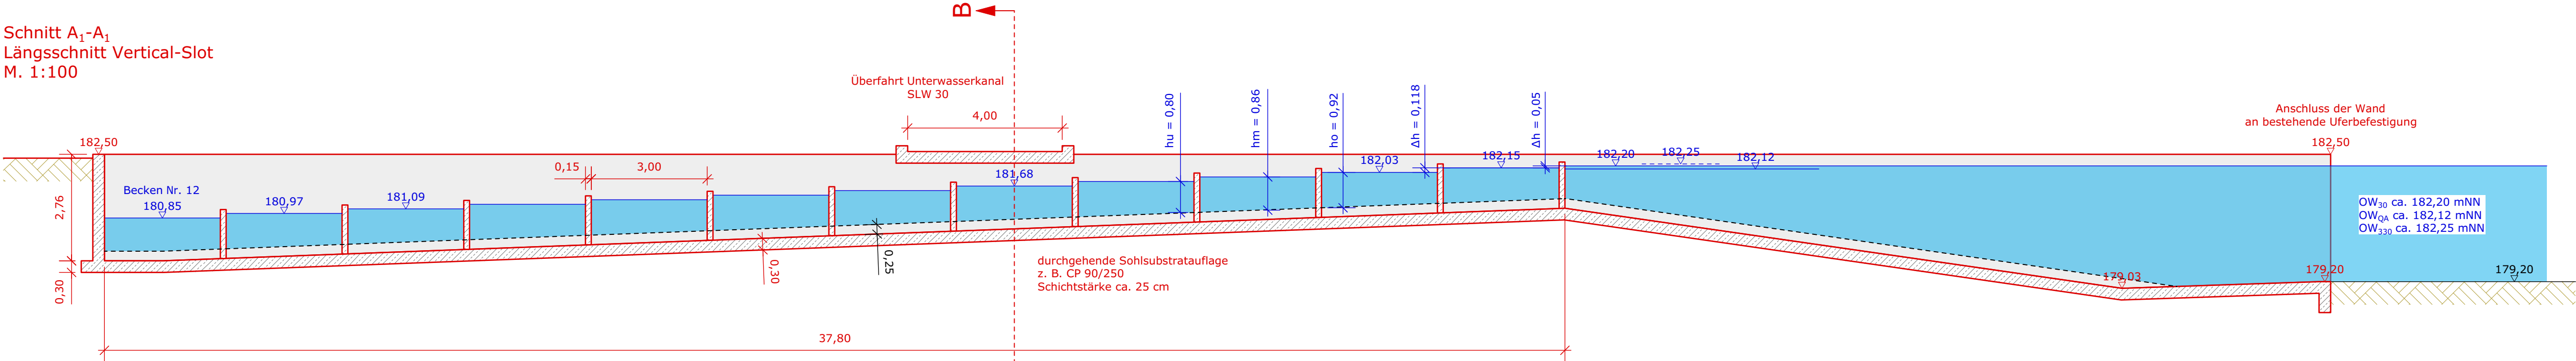 B
Schnitt A₁-A₁
Längsschnitt Vertical-Slot
M. 1:100
Überfahrt Unterwasserkanal
SLW 30
4,00
hu = 0,80
hm = 0,86
ho = 0,92
Δh = 0,118
Δh = 0,05
Anschluss der Wand
an bestehende Uferbefestigung
182,50
182,50
0,15
3,00
182,03
182,15
182,20
182,25
182,12
Becken Nr. 12
180,85
180,97
181,09
181,68
2,76
0,30
0,30
0,25
OW₃₀ ca. 182,20 mNN
OW_QA ca. 182,12 mNN
OW₃₃₀ ca. 182,25 mNN
durchgehende Sohlsubstratauflage
z. B. CP 90/250
Schichtstärke ca. 25 cm
179,03
179,20
179,20
37,80